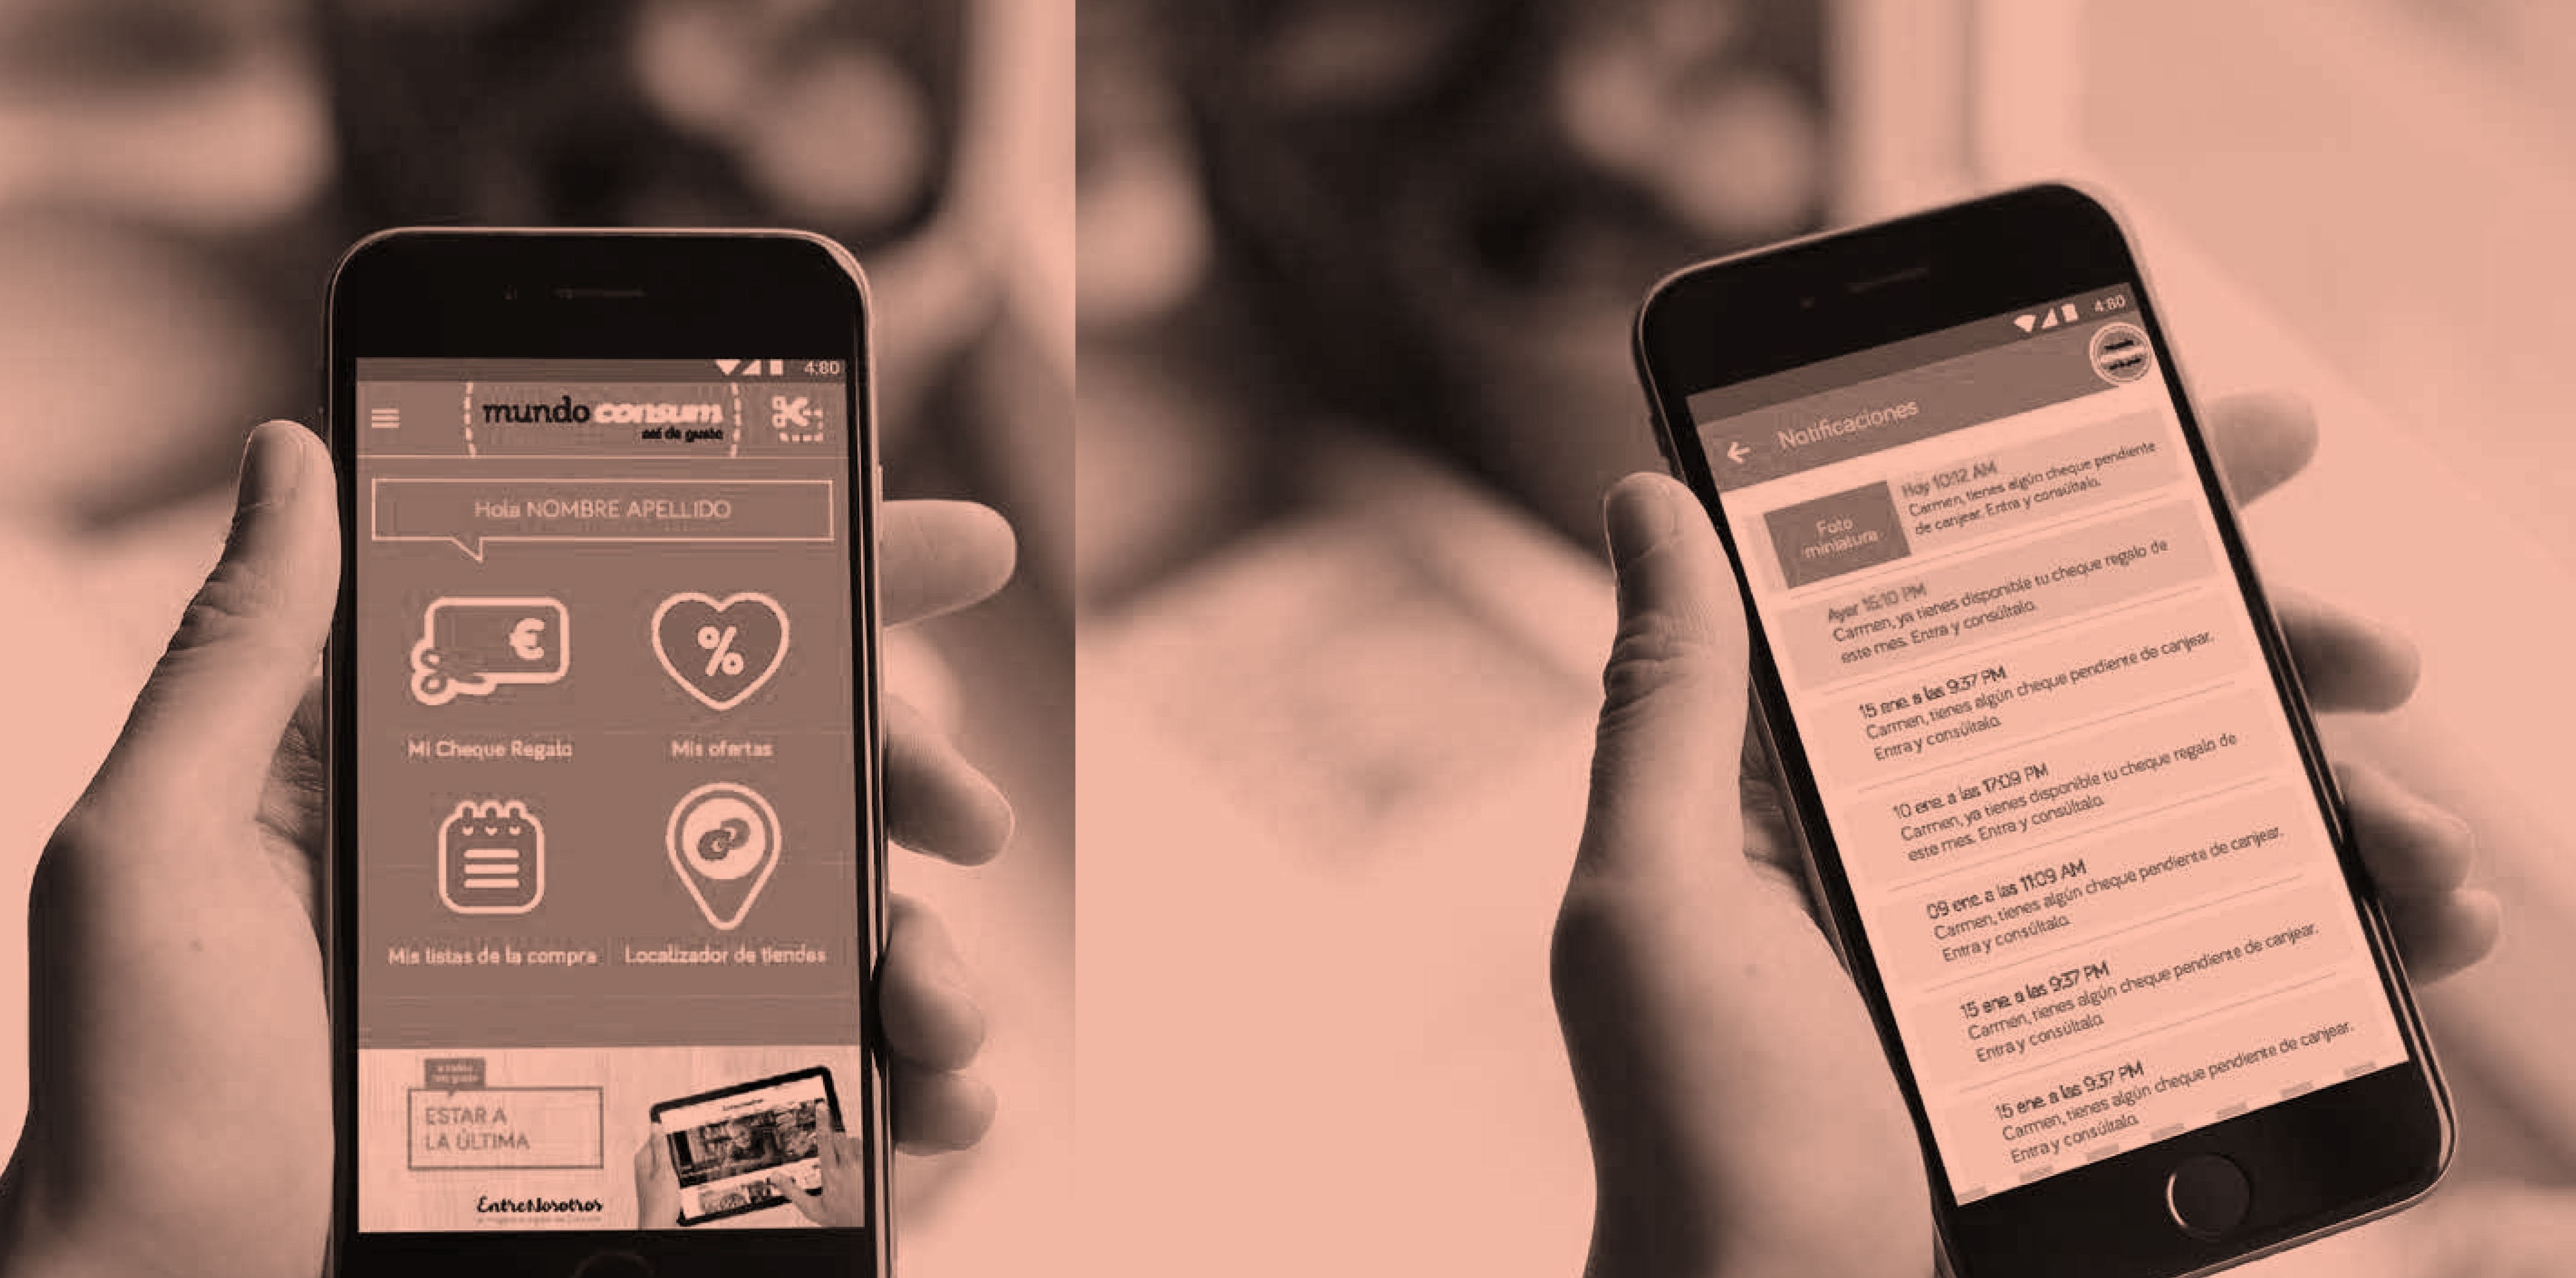 4:80
mundo consum
así de gusto
Hola NOMBRE APELLIDO
€
%
Mi Cheque Regalo
Mis ofertas
Mis listas de la compra
Localizador de tiendas
ESTAR A
LA ÚLTIMA
EntreNosotros
4:80
Notificaciones
Foto
miniatura
Hoy 10:12 AM
Carmen, tienes algún cheque pendiente
de canjear. Entra y consúltalo.
Ayer 16:10 PM
Carmen, ya tienes disponible tu cheque regalo de
este mes. Entra y consúltalo.
15 ene. a las 9:37 PM
Carmen, tienes algún cheque pendiente de canjear.
Entra y consúltalo.
10 ene. a las 17:09 PM
Carmen, ya tienes disponible tu cheque regalo de
este mes. Entra y consúltalo.
09 ene. a las 11:09 AM
Carmen, tienes algún cheque pendiente de canjear.
Entra y consúltalo.
15 ene. a las 9:37 PM
Carmen, tienes algún cheque pendiente de canjear.
Entra y consúltalo.
15 ene. a las 9:37 PM
Carmen, tienes algún cheque pendiente de canjear.
Entra y consúltalo.